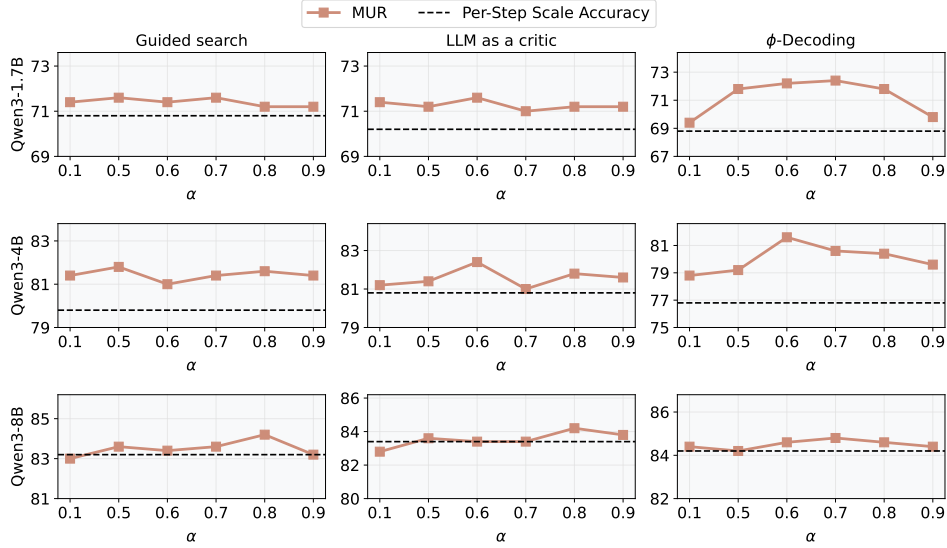 MUR Per-Step Scale Accuracy
Guided search LLM as a critic ϕ-Decoding
Qwen3-1.7B
73
71
69
0.1 0.5 0.6 0.7 0.8 0.9
α
73
71
69
0.1 0.5 0.6 0.7 0.8 0.9
α
73
71
69
67
0.1 0.5 0.6 0.7 0.8 0.9
α
Qwen3-4B
83
81
79
0.1 0.5 0.6 0.7 0.8 0.9
α
83
81
79
0.1 0.5 0.6 0.7 0.8 0.9
α
81
79
77
75
0.1 0.5 0.6 0.7 0.8 0.9
α
Qwen3-8B
85
83
81
0.1 0.5 0.6 0.7 0.8 0.9
α
86
84
82
80
0.1 0.5 0.6 0.7 0.8 0.9
α
86
84
82
0.1 0.5 0.6 0.7 0.8 0.9
α